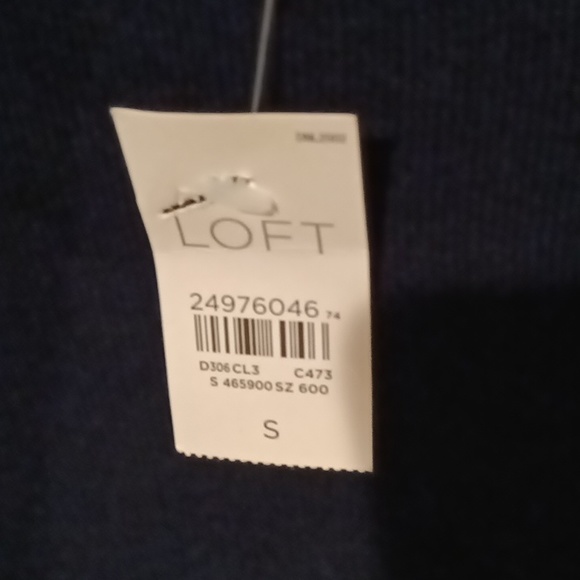 LOFT
24976046 74
D306 CL3 C473
S 465900 SZ 600
S